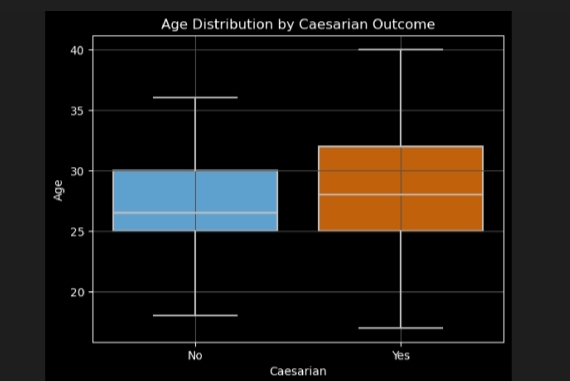 Age Distribution by Caesarian Outcome
40
35
30
25
20
Age
No
Yes
Caesarian